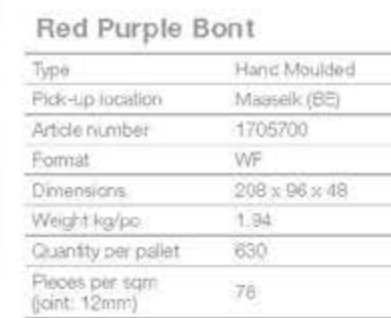 Red Purple Bont
Type Hand Moulded
Pick-up location Maaseik (BE)
Article number 1705700
Format WF
Dimensions 208 x 96 x 48
Weight kg/pc 1.94
Quantity per pallet 630
Pieces per sqm
(joint: 12mm) 76